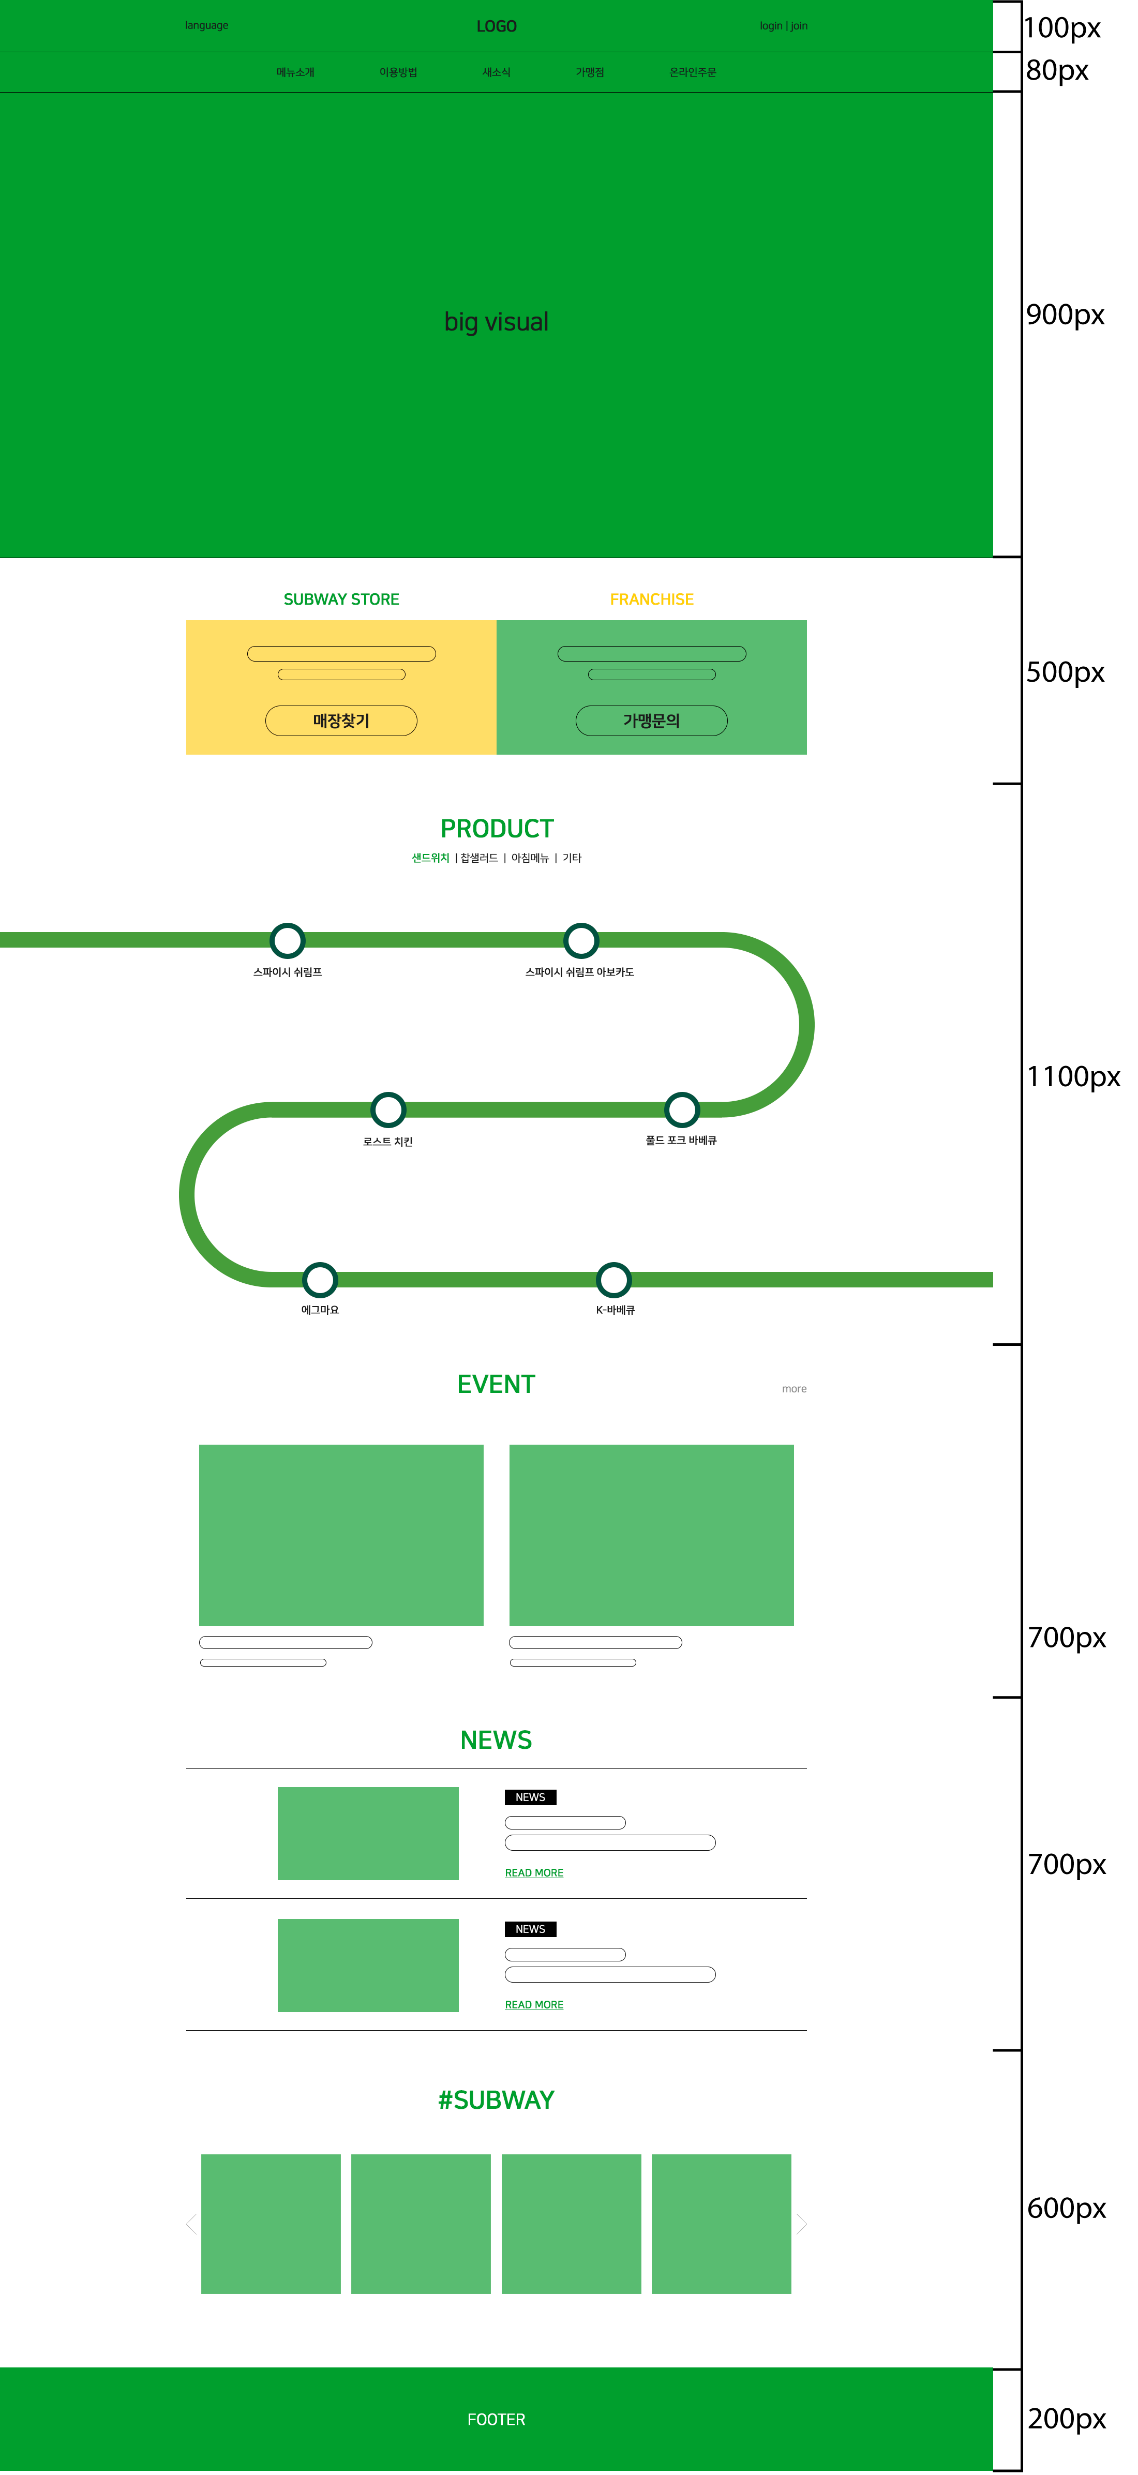 language LOGO login | join
메뉴소개 이용방법 새소식 가맹점 온라인주문
100px
80px
big visual
900px
SUBWAY STORE FRANCHISE
매장찾기 가맹문의
500px
PRODUCT
샌드위치 | 찹샐러드 | 아침메뉴 | 기타
스파이시 쉬림프 스파이시 쉬림프 아보카도
로스트 치킨 풀드 포크 바베큐
에그마요 K-바베큐
1100px
EVENT more
700px
NEWS
NEWS
READ MORE
NEWS
READ MORE
700px
#SUBWAY
600px
FOOTER
200px